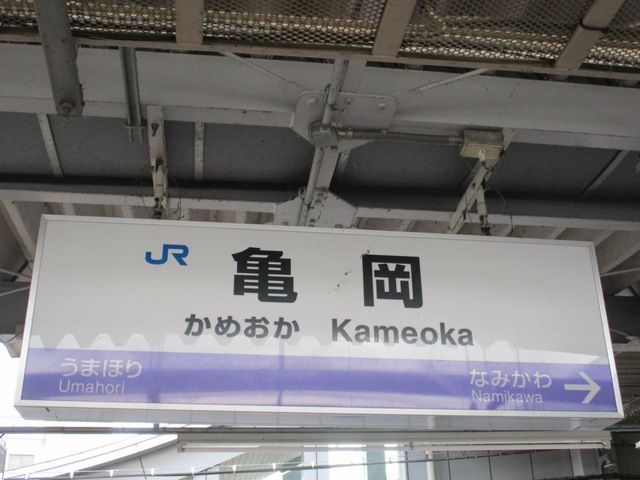 JR 亀岡
かめおか Kameoka
うまほり
Umahori
なみかわ
Namikawa